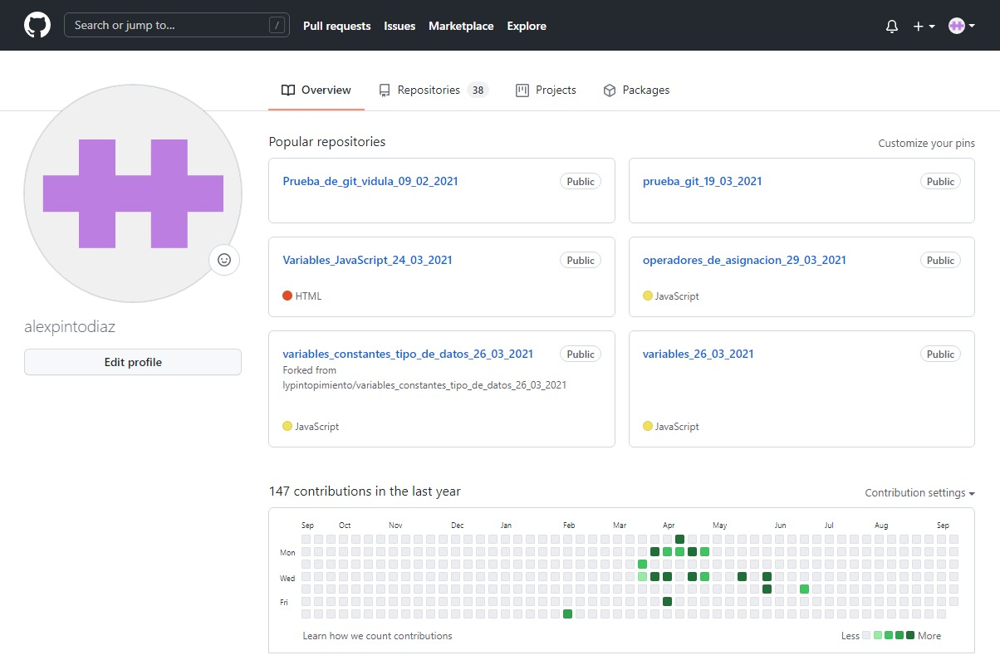 Search or jump to... / Pull requests Issues Marketplace Explore
Overview Repositories 38 Projects Packages
Popular repositories Customize your pins
Prueba_de_git_vidula_09_02_2021 Public
prueba_git_19_03_2021 Public
Variables_JavaScript_24_03_2021 Public
HTML
operadores_de_asignacion_29_03_2021 Public
JavaScript
alexpintodiaz
Edit profile
variables_constantes_tipo_de_datos_26_03_2021 Public
Forked from
lypintopimiento/variables_constantes_tipo_de_datos_26_03_2021
JavaScript
variables_26_03_2021 Public
JavaScript
147 contributions in the last year Contribution settings
Sep Oct Nov Dec Jan Feb Mar Apr May Jun Jul Aug Sep
Mon
Wed
Fri
Learn how we count contributions Less More